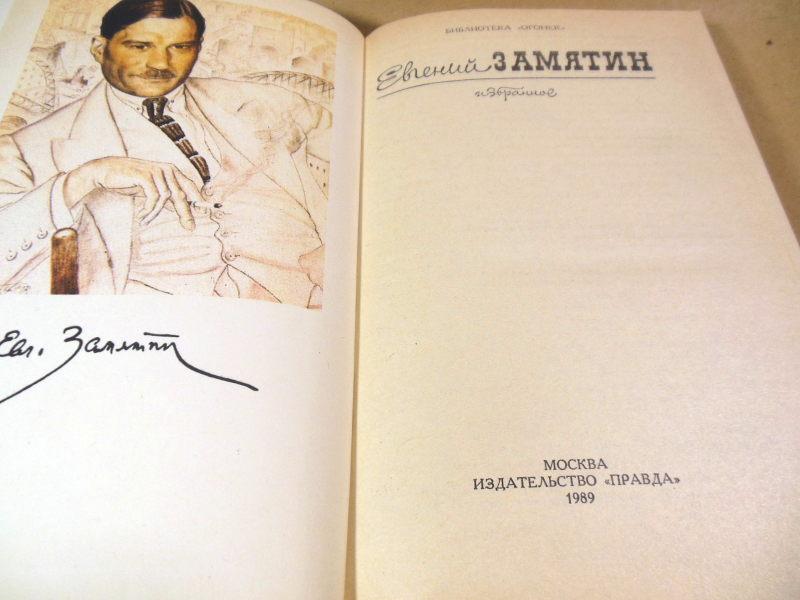 Евг. Замятин
БИБЛИОТЕКА «ОГОНЕК»
Евгений ЗАМЯТИН
избранное
МОСКВА
ИЗДАТЕЛЬСТВО «ПРАВДА»
1989